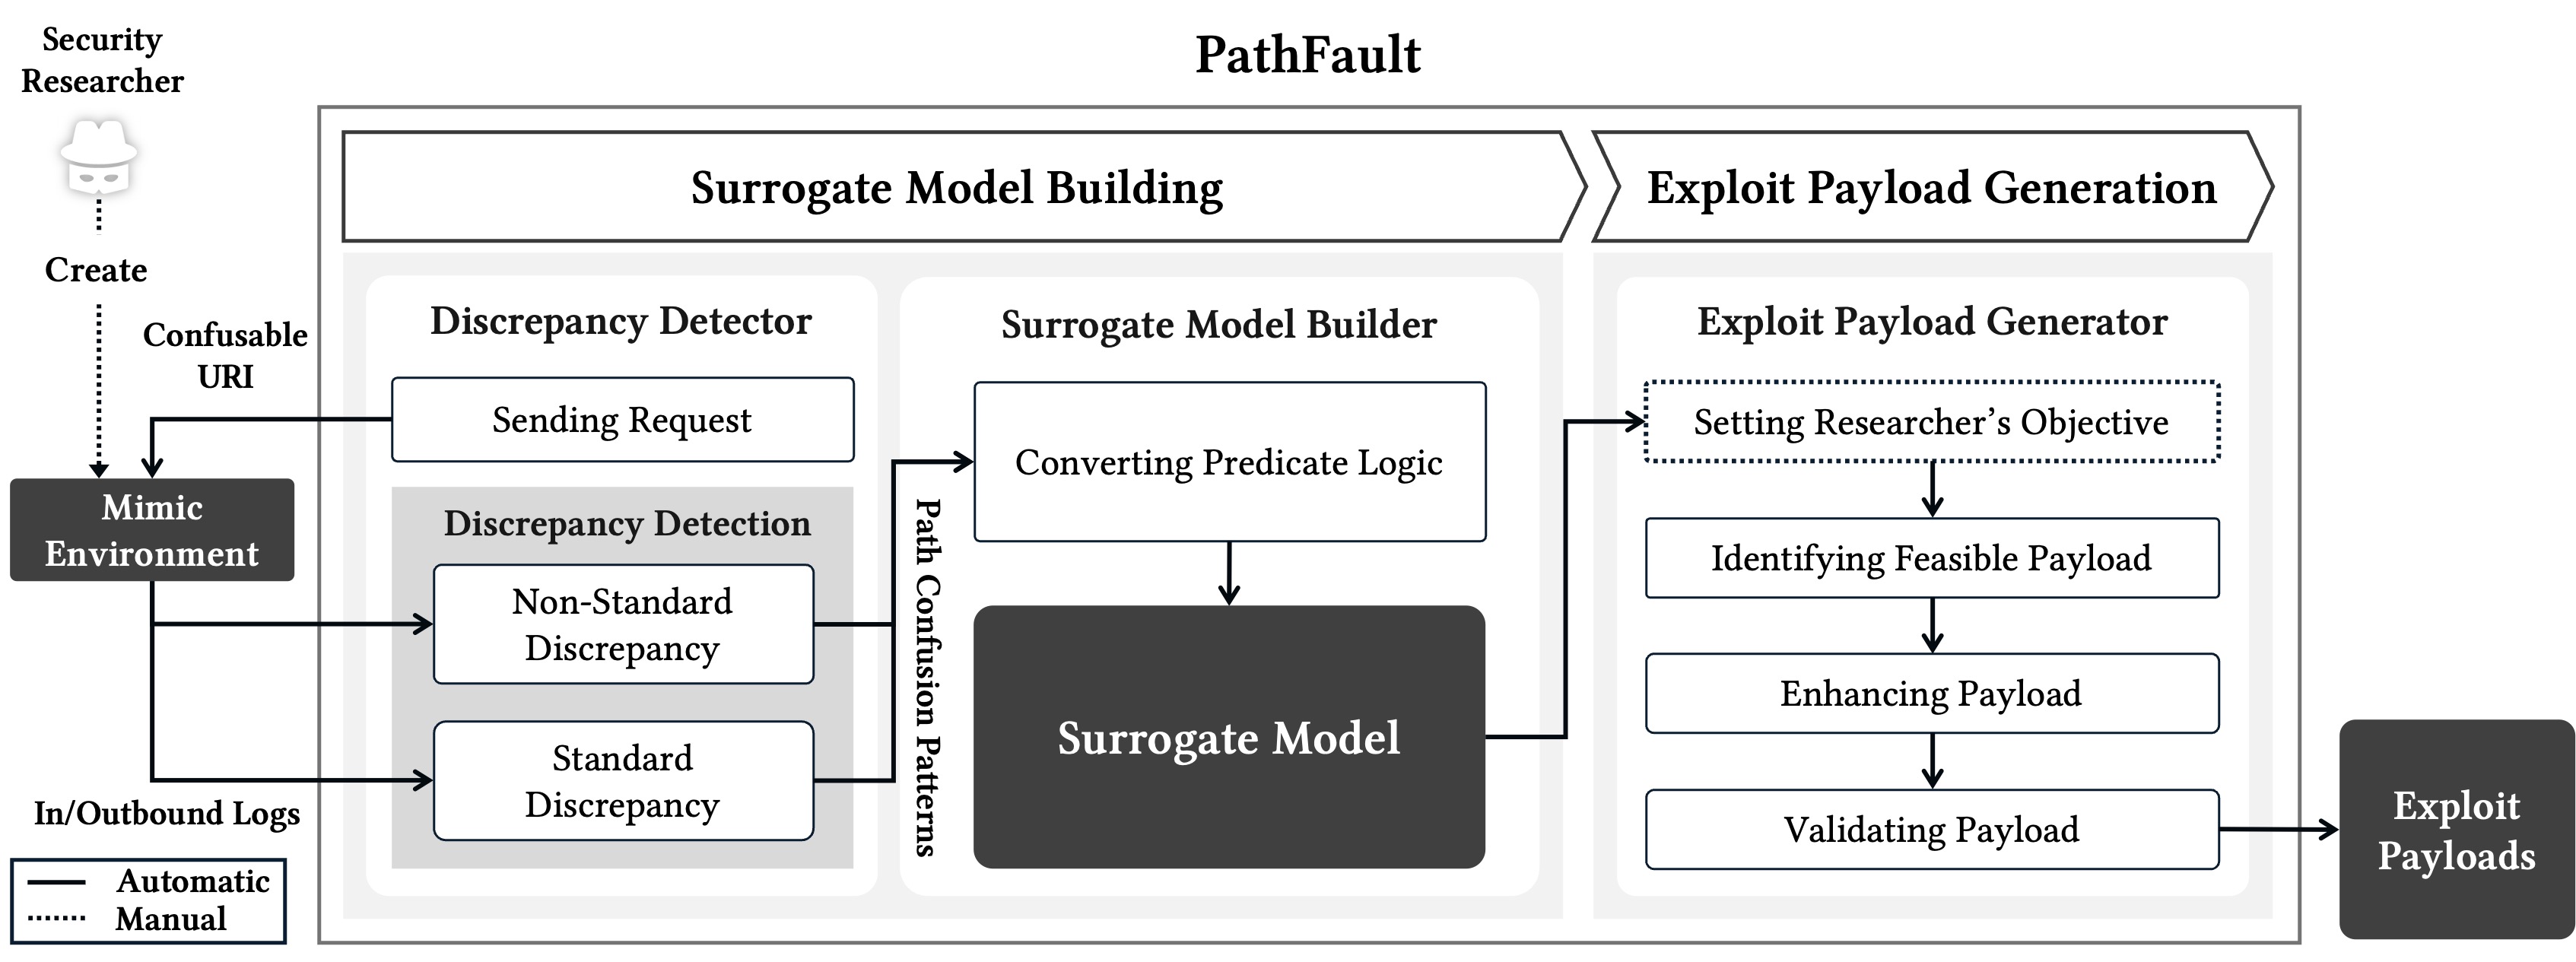 PathFault
Security
Researcher
Create
Confusable
URI
Mimic
Environment
In/Outbound Logs
Automatic
Manual
Surrogate Model Building
Exploit Payload Generation
Discrepancy Detector
Sending Request
Discrepancy Detection
Non-Standard
Discrepancy
Standard
Discrepancy
Path Confusion Patterns
Surrogate Model Builder
Converting Predicate Logic
Surrogate Model
Exploit Payload Generator
Setting Researcher’s Objective
Identifying Feasible Payload
Enhancing Payload
Validating Payload
Exploit
Payloads